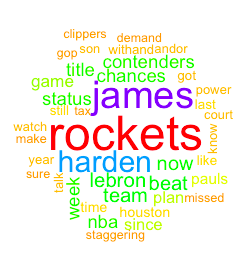 clippers demand
gop son withand andor
title contenders
game chances got power
status james last
still tax court
watch
make rockets know
year harden now like
sure talk lebron beat pauls
week team plan missed
time houston
nba since
staggering